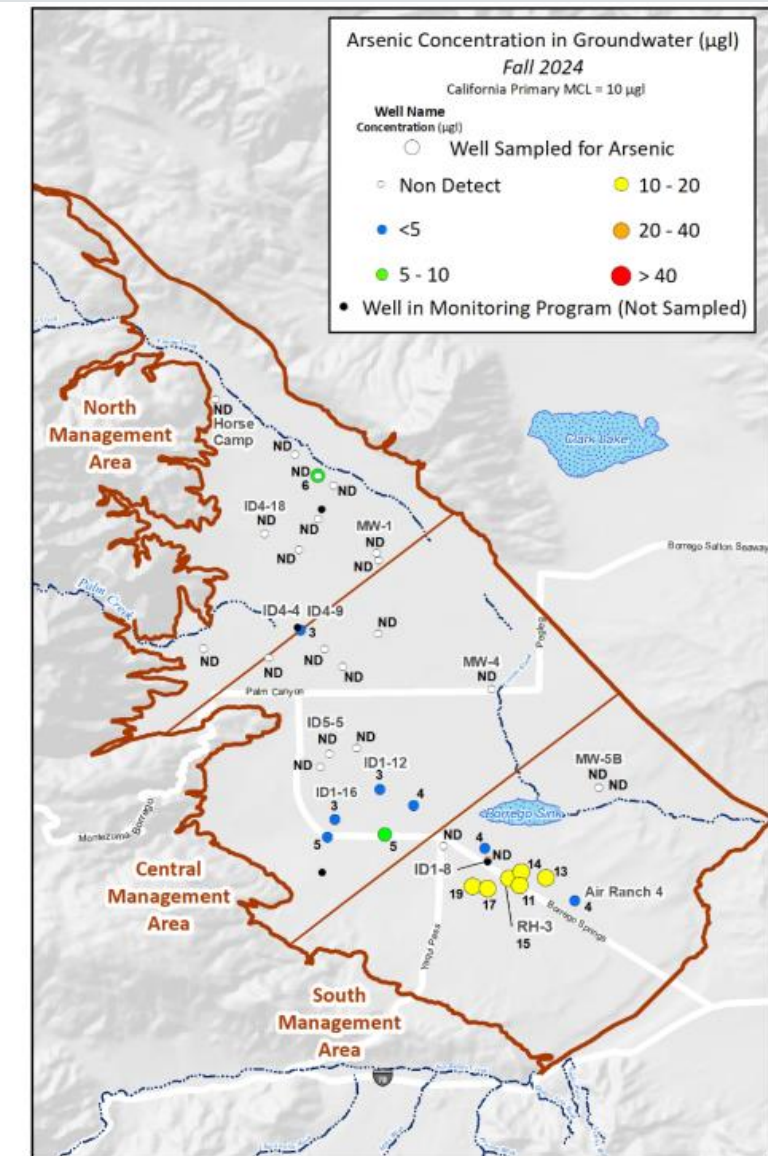 Arsenic Concentration in Groundwater (µgl)
Fall 2024
California Primary MCL = 10 µgl
Well Name
Concentration (µgl)
Well Sampled for Arsenic
Non Detect
10 - 20
<5
20 - 40
5 - 10
> 40
Well in Monitoring Program (Not Sampled)
North
Management
Area
ND
Horse
Camp
Clark Lake
ND
ND
6
ND
ID4-18
ND
ND
MW-1
ND
ND
ND
Borrego Salton Seaway
Palm Creek
ID4-4
ID4-9
3
ND
Pegleg
ND
ND
ND
ND
MW-4
ND
Palm Canyon
ID5-5
ND
ND
ND
ID1-12
3
MW-5B
ND
ND
ID1-16
3
4
Borrego Sink
Montezuma Borrego
5
5
ND
4
ND
ID1-8
14
13
Central
Management
Area
19
17
11
Air Ranch 4
4
RH-3
15
Borrego Springs
Yaqui Pass
South
Management
Area
78